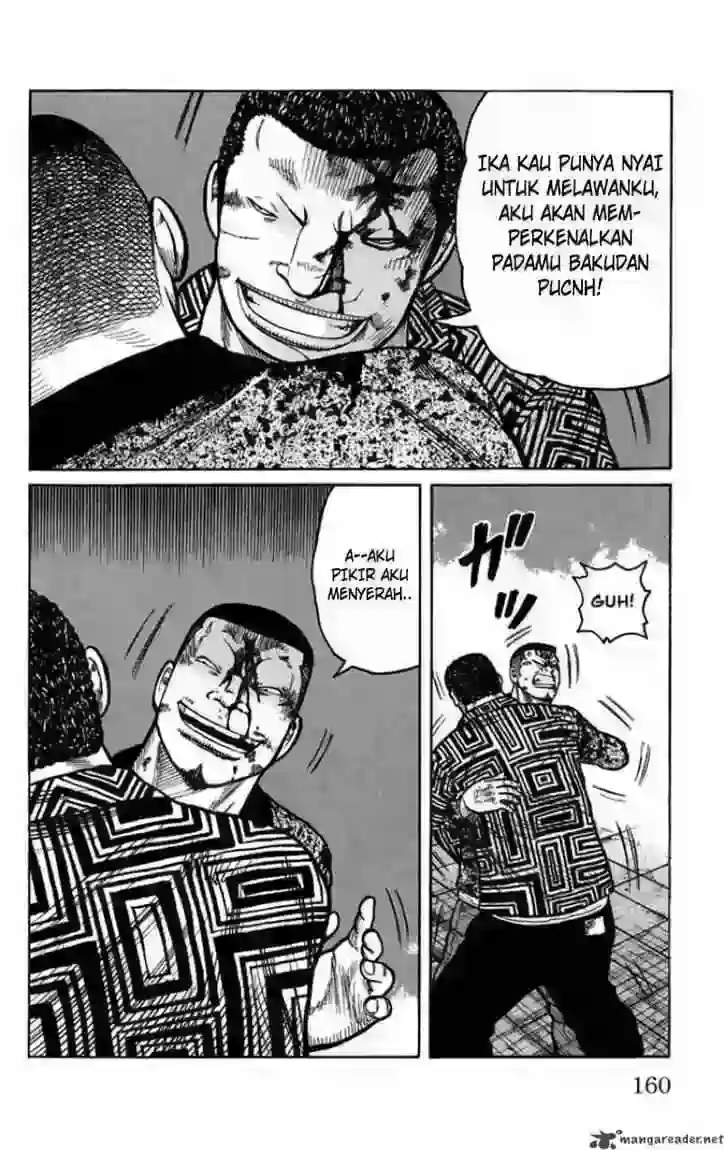 IKA KAU PUNYA NYAI
UNTUK MELAWANKU,
AKU AKAN MEM-
PERKENALKAN
PADAMU BAKUDAN
PUCNH!
ガッ
GUH!
A--AKU
PIKIR AKU
MENYERAH..
160
mangareader.net